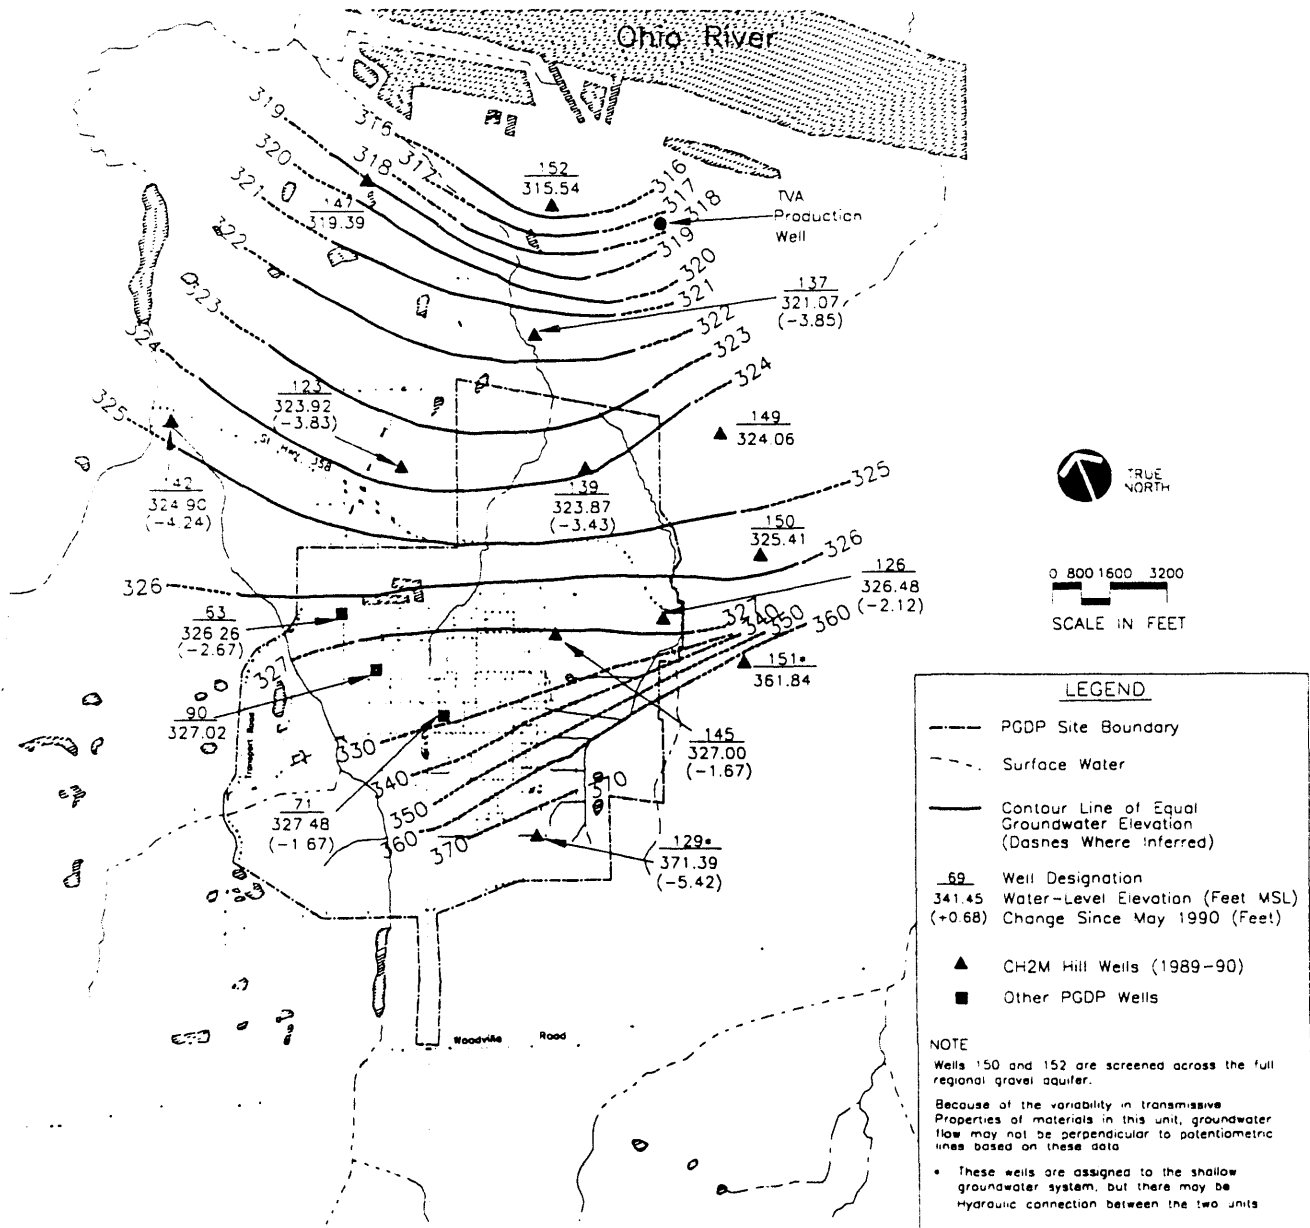 Ohio River
319
316
320
317
318
152
315.54
316
317
318
321
147
319.39
TVA
Production
Well
319
322
320
321
137
321.07
(-3.85)
323
322
323
324
324
123
323.92
(-3.83)
325
149
324.06
St. Hwy. 358
325
142
324.90
(-4.24)
139
323.87
(-3.43)
150
325.41
326
TRUE
NORTH
126
326.48
(-2.12)
0 800 1600 3200
SCALE IN FEET
326
63
326 26
(-2.67)
327
340
350
360
327
151*
361.84
90
327.02
Transport Road
330
145
327.00
(-1.67)
340
71
327 48
(-1 67)
350
360
370
129*
371.39
(-5.42)
LEGEND
PGDP Site Boundary
Surface Water
Contour Line of Equal
Groundwater Elevation
(Dashes Where Inferred)
69 Well Designation
341.45 Water-Level Elevation (Feet MSL)
(+0.68) Change Since May 1990 (Feet)
CH2M Hill Wells (1989-90)
Other PGDP Wells
Woodville Road
NOTE
Wells 150 and 152 are screened across the full
regional gravel aquifer.
Because of the variability in transmissive
Properties of materials in this unit, groundwater
flow may not be perpendicular to potentiometric
lines based on these data
* These wells are assigned to the shallow
groundwater system, but there may be
Hydraulic connection between the two units